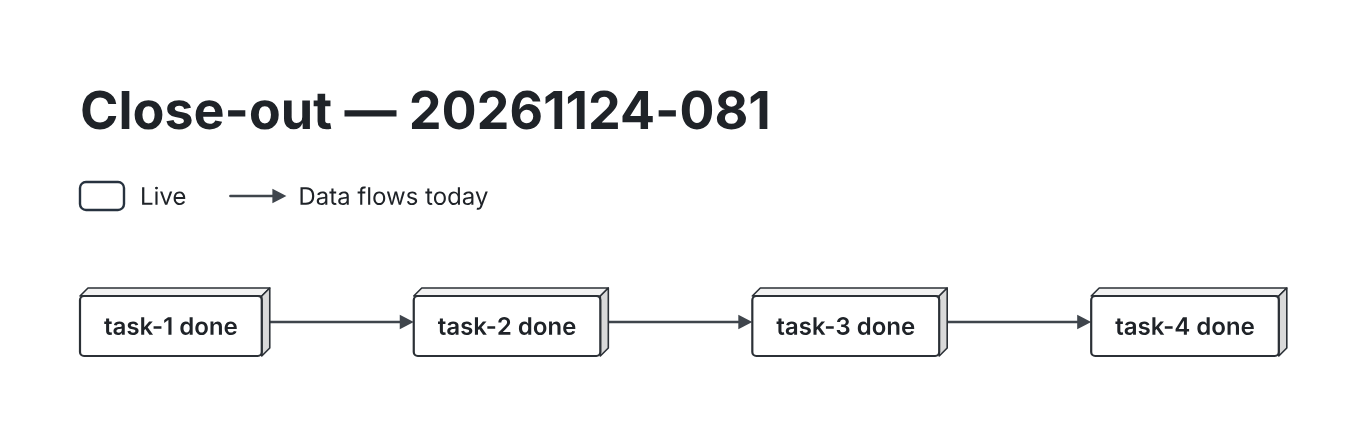 Close-out — 20261124-081
Live Data flows today
task-1 done task-2 done task-3 done task-4 done